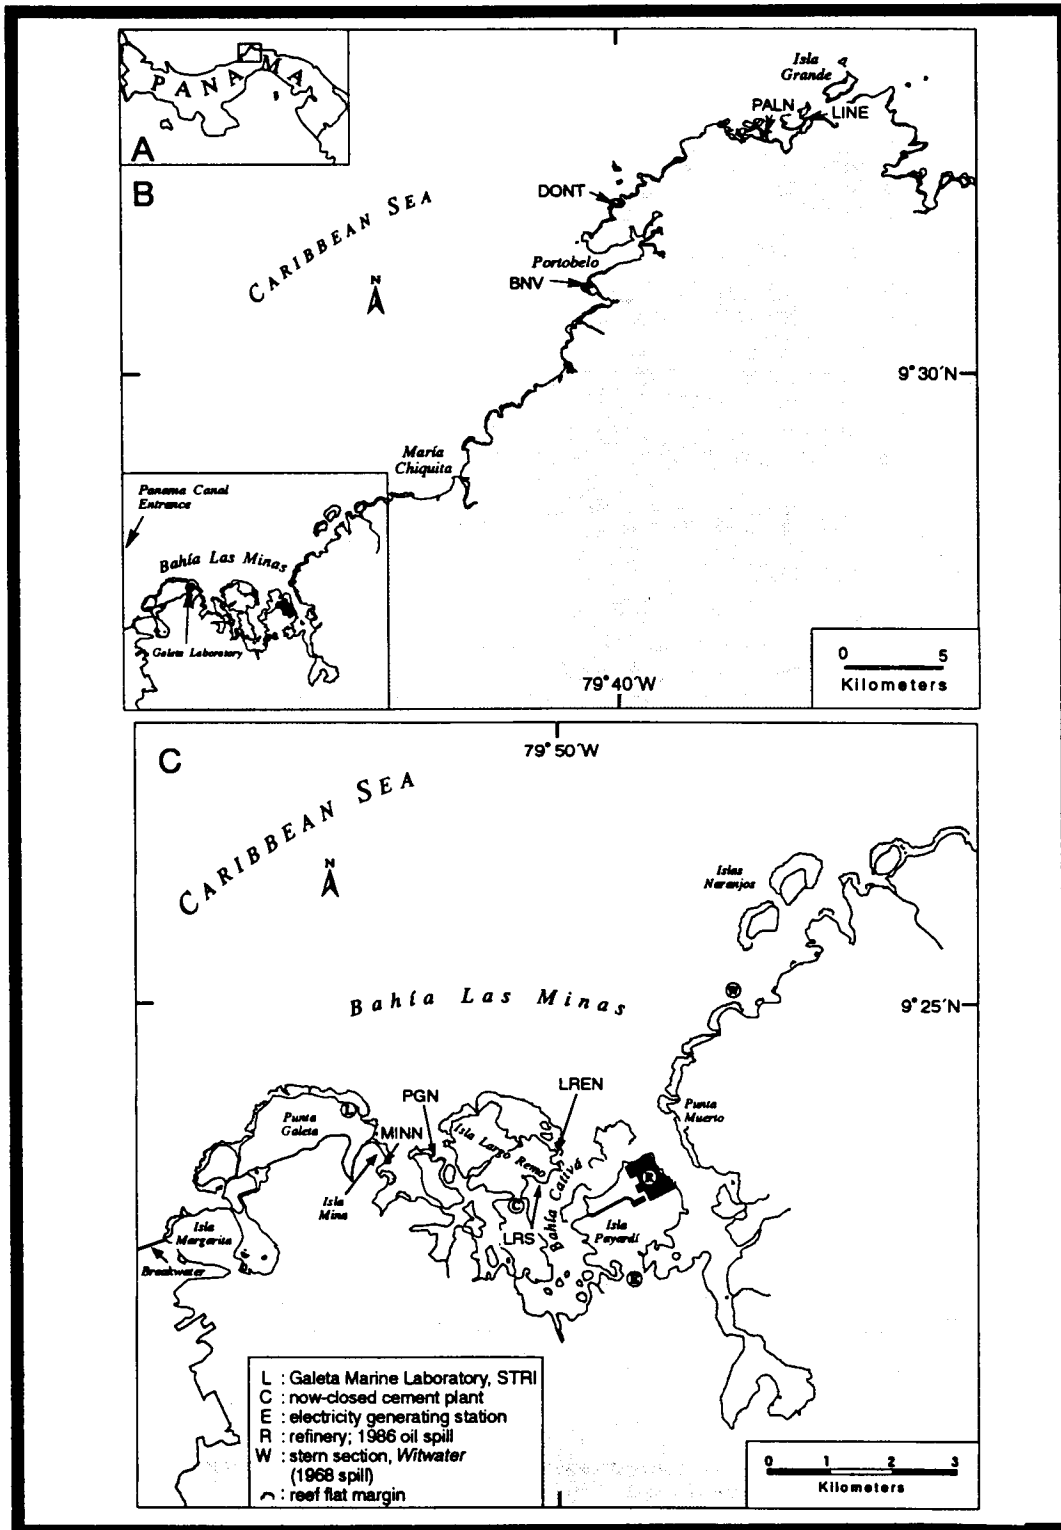 PANAMA
A
B
Isla
Grande
PALN
LINE
DONT
CARIBBEAN SEA
Portobelo
BNV
N
9°30´N
María
Chiquita
Panama Canal
Entrance
Bahía Las Minas
Galeta Laboratory
0 5
Kilometers
79°40´W
C
79°50´W
CARIBBEAN SEA
N
Islas
Naranjos
W
Bahía Las Minas
9°25´N
LREN
PGN
Punta
Galeta
L
MINN
Isla Largo Remo
Punta
Muerto
R
Isla
Mina
C
Bahía Cativá
LRS
Isla
Payardí
Isla
Margarita
Breakwater
E
L : Galeta Marine Laboratory, STRI
C : now-closed cement plant
E : electricity generating station
R : refinery; 1986 oil spill
W : stern section, Witwater
(1968 spill)
: reef flat margin
0 1 2 3
Kilometers